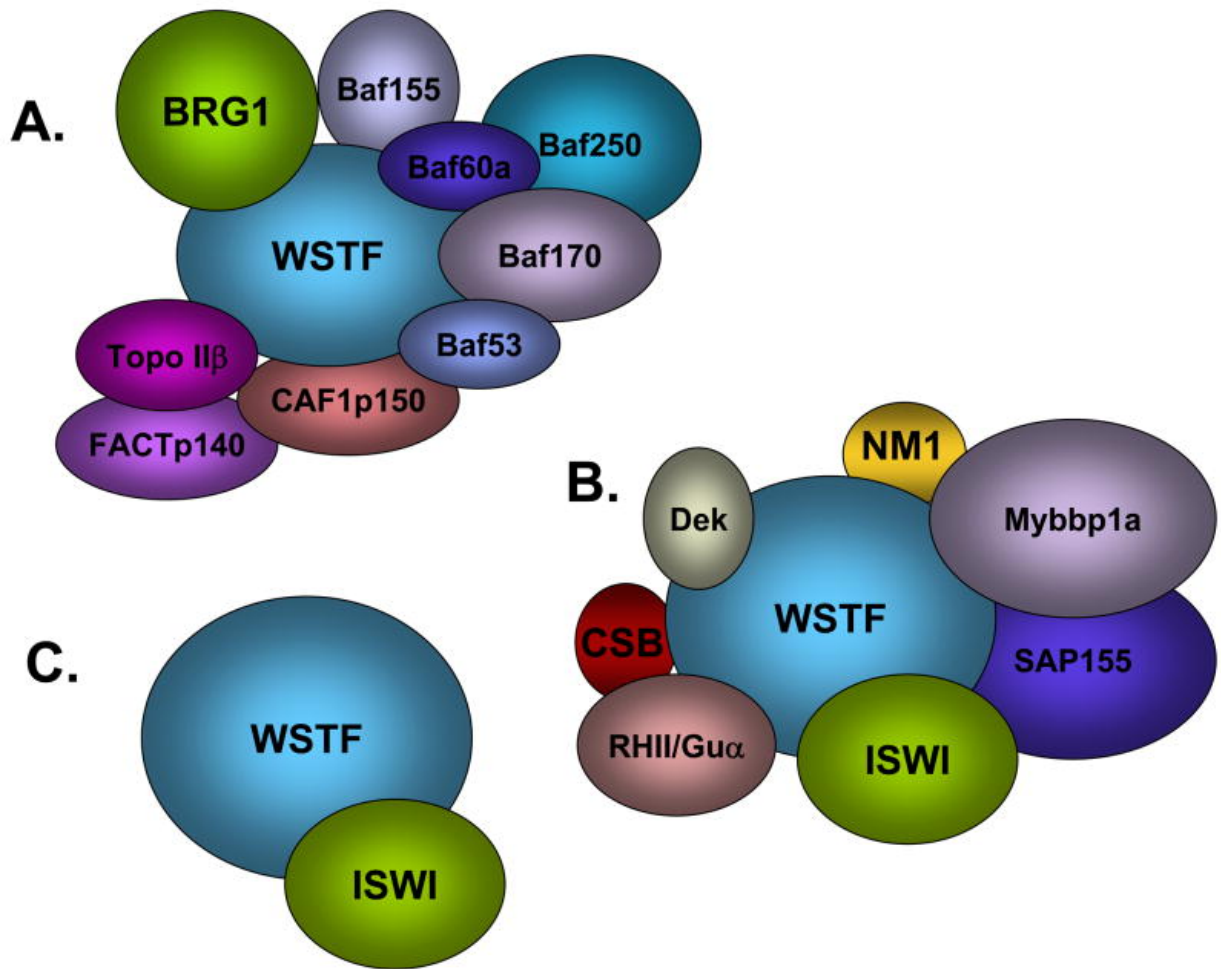 A.
BRG1
Baf155
Baf60a
Baf250
WSTF
Baf170
Topo IIβ
Baf53
CAF1p150
FACTp140
B.
NM1
Dek
Mybbp1a
WSTF
CSB
SAP155
RHII/Guα
ISWI
C.
WSTF
ISWI